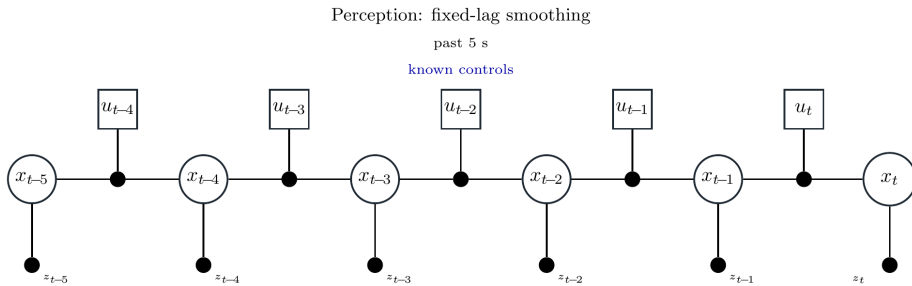 Perception: fixed-lag smoothing
past 5 s
known controls
u_{t-4} u_{t-3} u_{t-2} u_{t-1} u_t
x_{t-5} x_{t-4} x_{t-3} x_{t-2} x_{t-1} x_t
z_{t-5} z_{t-4} z_{t-3} z_{t-2} z_{t-1} z_t